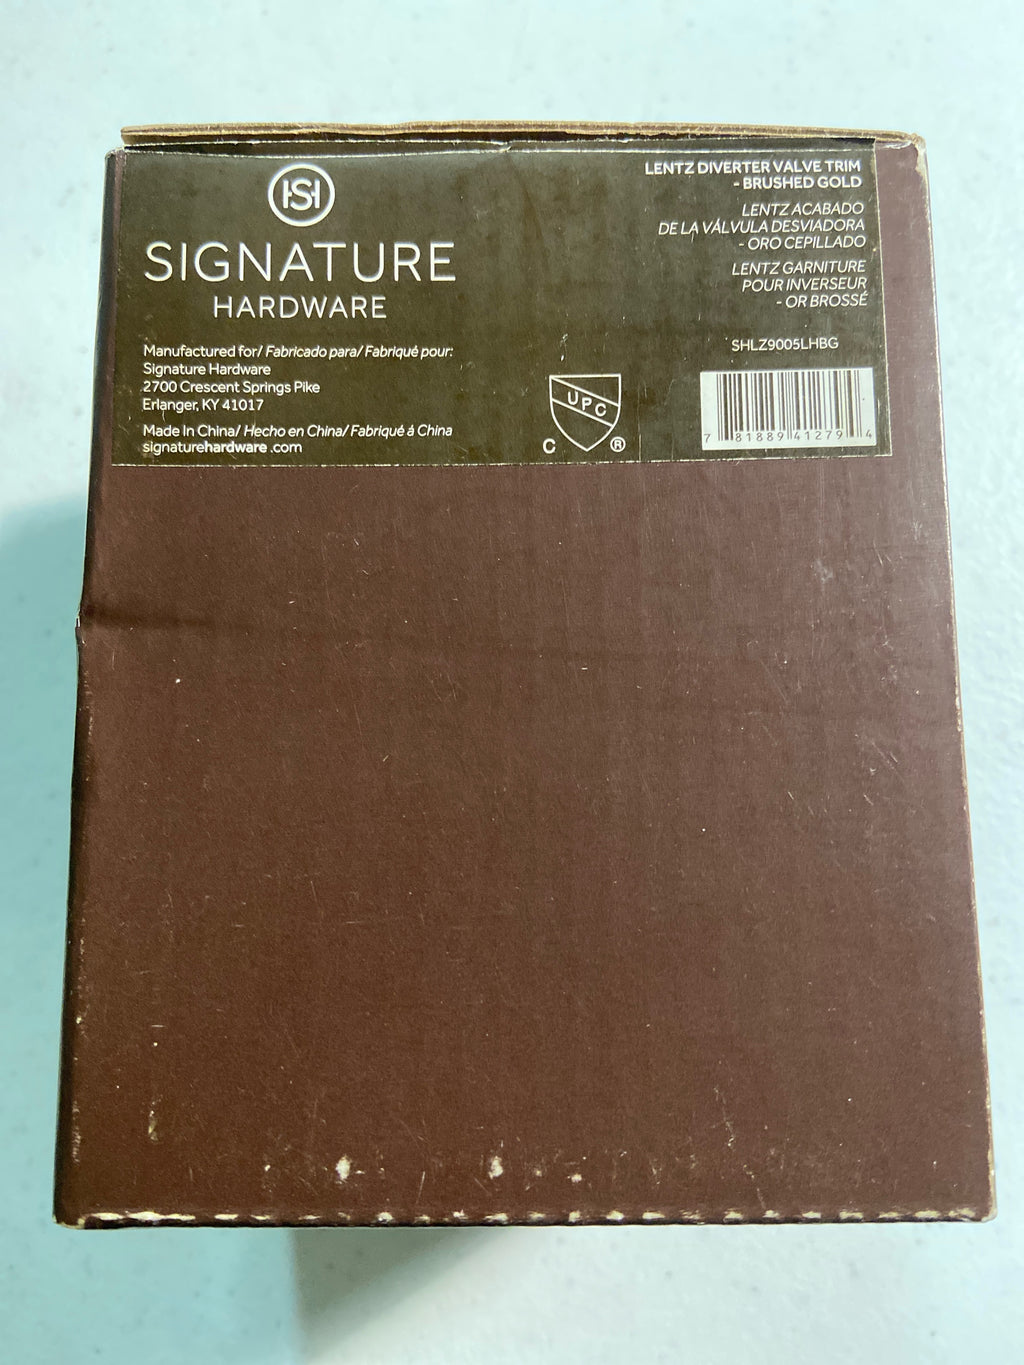 HSH
SIGNATURE
HARDWARE
Manufactured for/ Fabricado para/ Fabriqué pour:
Signature Hardware
2700 Crescent Springs Pike
Erlanger, KY 41017
Made In China/ Hecho en China/ Fabriqué á China
signaturehardware .com
LENTZ DIVERTER VALVE TRIM
- BRUSHED GOLD
LENTZ ACABADO
DE LA VÁLVULA DESVIADORA
- ORO CEPILLADO
LENTZ GARNITURE
POUR INVERSEUR
- OR BROSSÉ
SHLZ9005LHBG
UPC
C ®
7 81889 41279 4